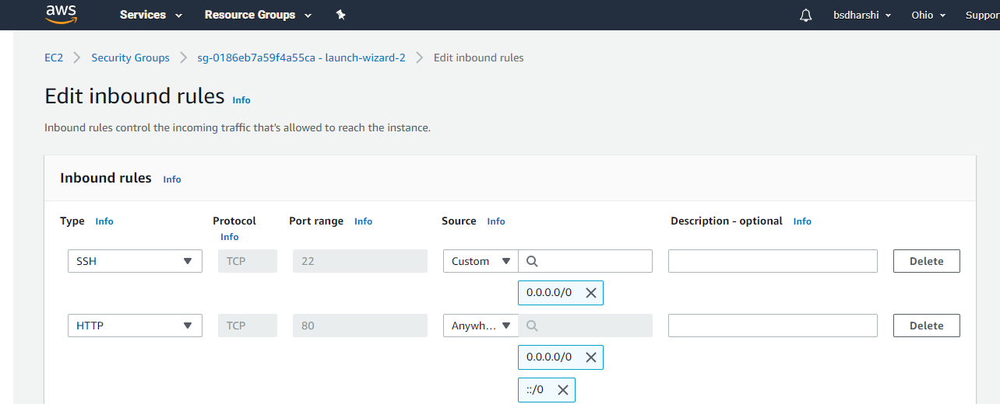 aws Services Resource Groups bsdharshi Ohio Suppor
EC2 Security Groups sg-0186eb7a59f4a55ca - launch-wizard-2 Edit inbound rules
Edit inbound rules Info
Inbound rules control the incoming traffic that's allowed to reach the instance.
Inbound rules Info
Type Info Protocol Info Port range Info Source Info Description - optional Info
SSH TCP 22 Custom Delete
0.0.0.0/0
HTTP TCP 80 Anywh... Delete
0.0.0.0/0
::/0